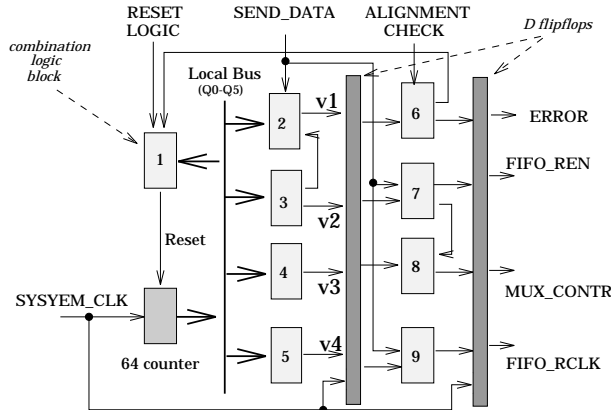 RESET
LOGIC
SEND_DATA
ALIGNMENT
CHECK
D flipflops
combination
logic
block
Local Bus
(Q0-Q5)
v1
1
2
6
ERROR
FIFO_REN
3
7
v2
Reset
4
8
v3
SYSYEM_CLK
MUX_CONTR
64 counter
5
v4
9
FIFO_RCLK